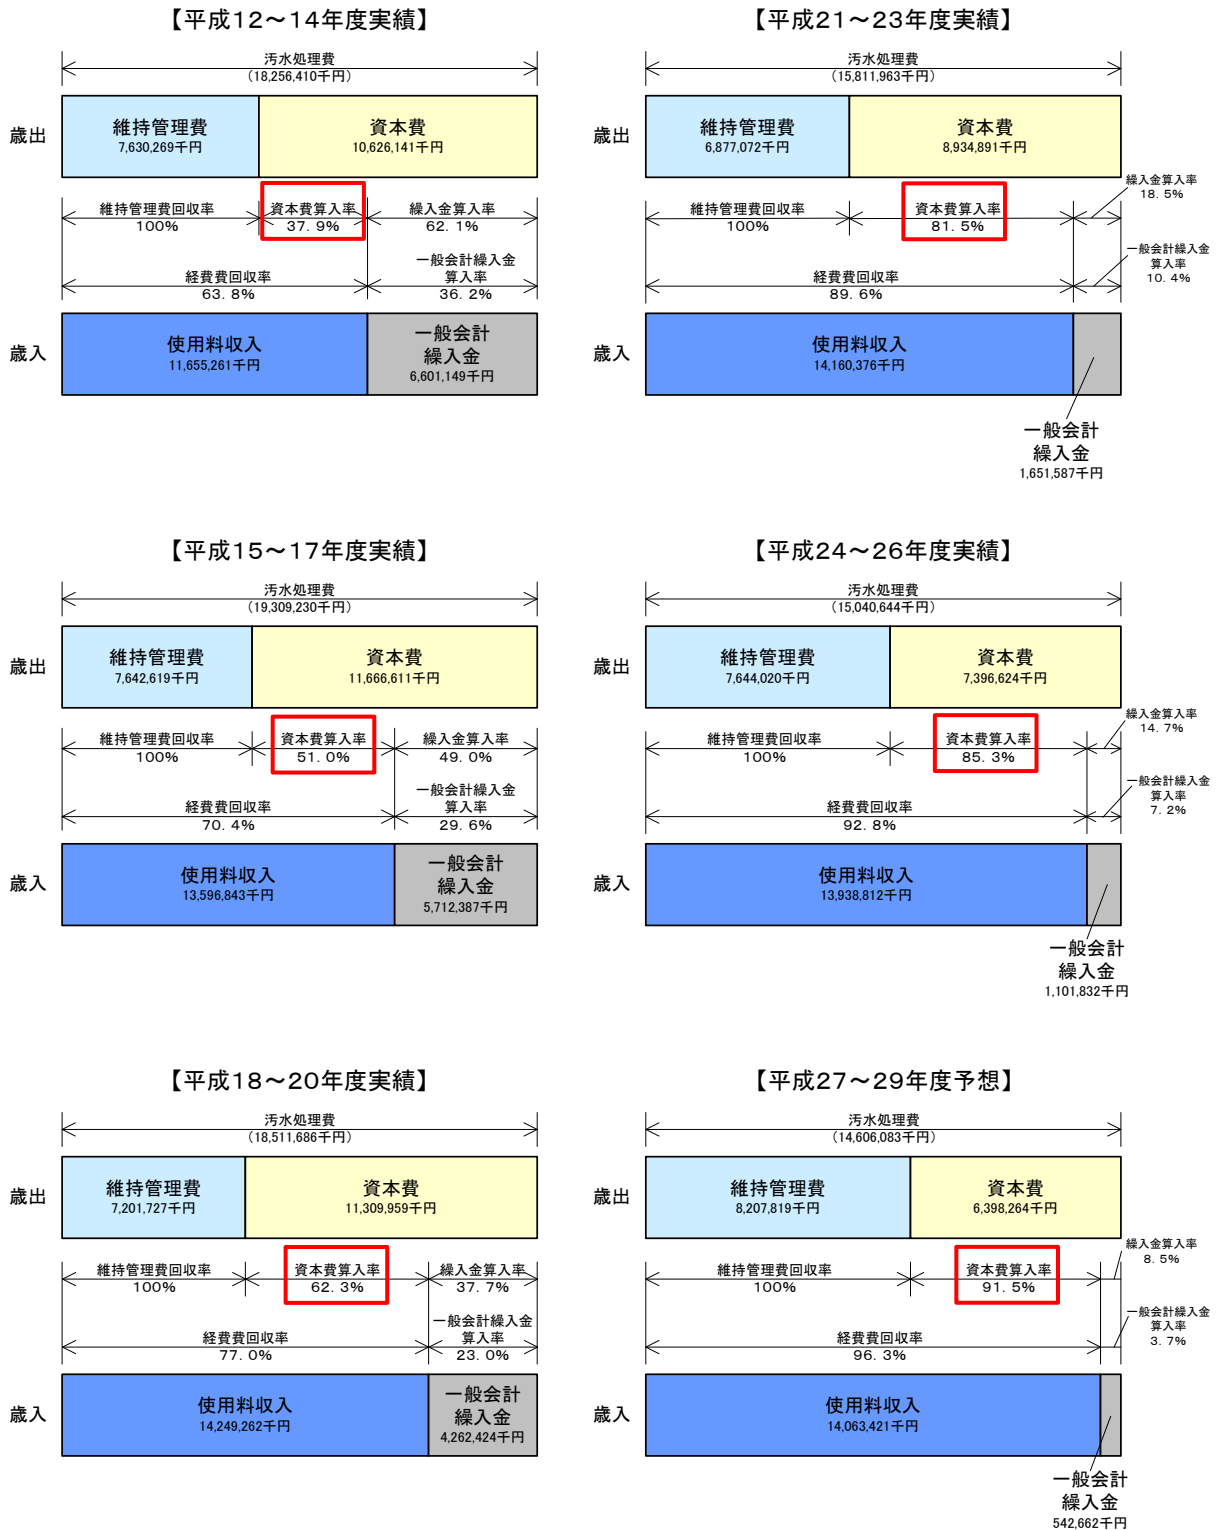 【平成12～14年度実績】
汚水処理費
（18,256,410千円）
歳出
維持管理費
7,630,269千円
資本費
10,626,141千円
維持管理費回収率
100%
資本費算入率
37.9%
繰入金算入率
62.1%
経費費回収率
63.8%
一般会計繰入金
算入率
36.2%
歳入
使用料収入
11,655,261千円
一般会計
繰入金
6,601,149千円
【平成21～23年度実績】
汚水処理費
（15,811,963千円）
歳出
維持管理費
6,877,072千円
資本費
8,934,891千円
維持管理費回収率
100%
資本費算入率
81.5%
繰入金算入率
18.5%
経費費回収率
89.6%
一般会計繰入金
算入率
10.4%
歳入
使用料収入
14,160,376千円
一般会計
繰入金
1,651,587千円
【平成15～17年度実績】
汚水処理費
（19,309,230千円）
歳出
維持管理費
7,642,619千円
資本費
11,666,611千円
維持管理費回収率
100%
資本費算入率
51.0%
繰入金算入率
49.0%
経費費回収率
70.4%
一般会計繰入金
算入率
29.6%
歳入
使用料収入
13,596,843千円
一般会計
繰入金
5,712,387千円
【平成24～26年度実績】
汚水処理費
（15,040,644千円）
歳出
維持管理費
7,644,020千円
資本費
7,396,624千円
維持管理費回収率
100%
資本費算入率
85.3%
繰入金算入率
14.7%
経費費回収率
92.8%
一般会計繰入金
算入率
7.2%
歳入
使用料収入
13,938,812千円
一般会計
繰入金
1,101,832千円
【平成18～20年度実績】
汚水処理費
（18,511,686千円）
歳出
維持管理費
7,201,727千円
資本費
11,309,959千円
維持管理費回収率
100%
資本費算入率
62.3%
繰入金算入率
37.7%
経費費回収率
77.0%
一般会計繰入金
算入率
23.0%
歳入
使用料収入
14,249,262千円
一般会計
繰入金
4,262,424千円
【平成27～29年度予想】
汚水処理費
（14,606,083千円）
歳出
維持管理費
8,207,819千円
資本費
6,398,264千円
維持管理費回収率
100%
資本費算入率
91.5%
繰入金算入率
8.5%
経費費回収率
96.3%
一般会計繰入金
算入率
3.7%
歳入
使用料収入
14,063,421千円
一般会計
繰入金
542,662千円